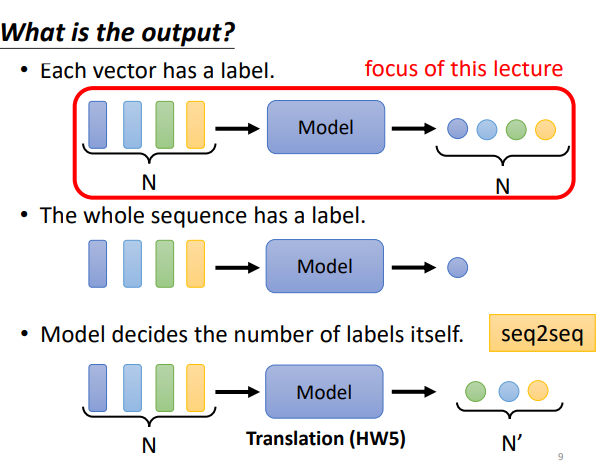 What is the output?
• Each vector has a label.
focus of this lecture
Model
N
N
• The whole sequence has a label.
Model
• Model decides the number of labels itself.
seq2seq
Model
N
Translation (HW5)
N’
9